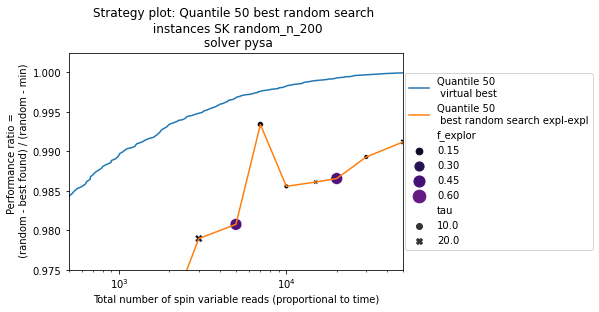 Strategy plot: Quantile 50 best random search
instances SK random_n_200
solver pysa
Performance ratio =
(random - best found) / (random - min)
1.000
0.995
0.990
0.985
0.980
0.975
10³
10⁴
Total number of spin variable reads (proportional to time)
Quantile 50
virtual best
Quantile 50
best random search expl-expl
f_explor
0.15
0.30
0.45
0.60
tau
10.0
20.0